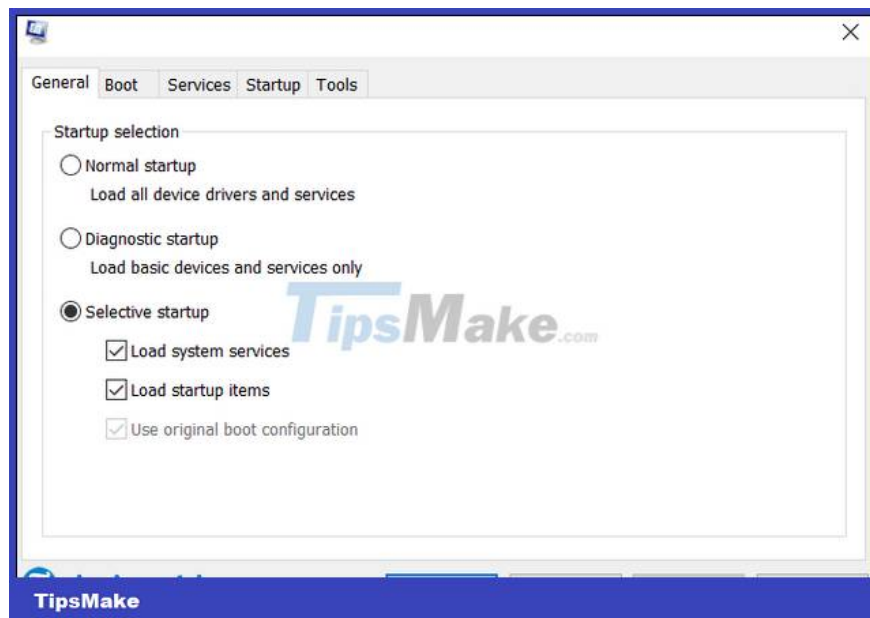 General Boot Services Startup Tools
Startup selection
Normal startup
Load all device drivers and services
Diagnostic startup
Load basic devices and services only
TipsMake.com
Selective startup
Load system services
Load startup items
Use original boot configuration
TipsMake